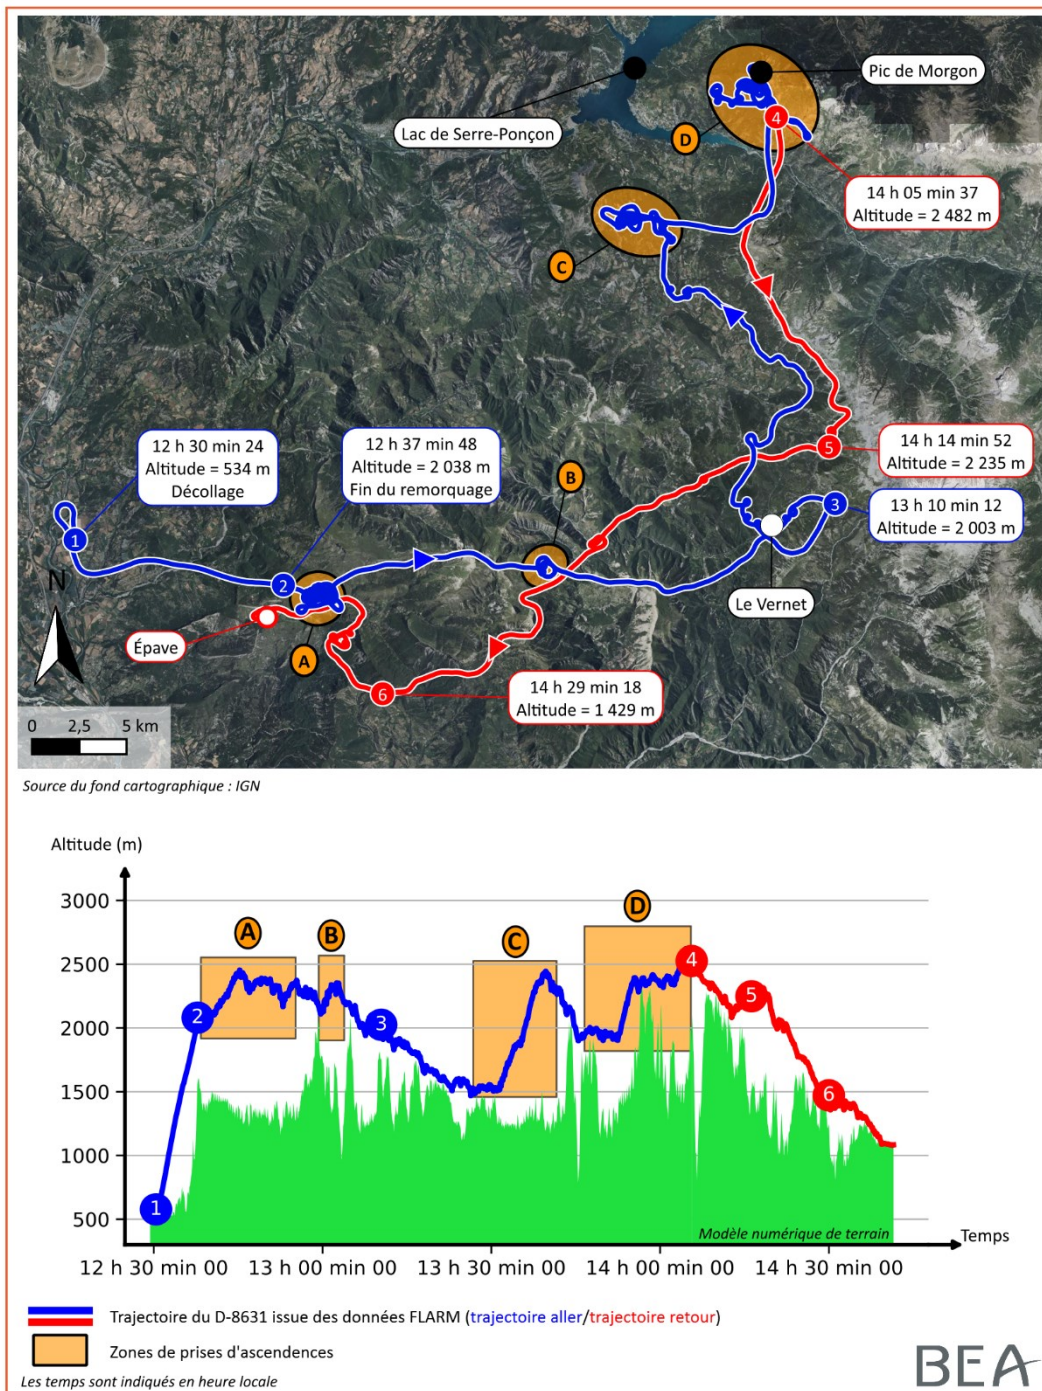 Pic de Morgon
Lac de Serre-Ponçon
4
D
14 h 05 min 37
Altitude = 2 482 m
C
12 h 30 min 24
Altitude = 534 m
Décollage
12 h 37 min 48
Altitude = 2 038 m
Fin du remorquage
14 h 14 min 52
Altitude = 2 235 m
5
B
13 h 10 min 12
Altitude = 2 003 m
3
1
N
2
Le Vernet
Épave
A
6
14 h 29 min 18
Altitude = 1 429 m
0 2,5 5 km
Source du fond cartographique : IGN
Altitude (m)
3000
2500
2000
1500
1000
500
A
B
C
D
1
2
3
4
5
6
Modèle numérique de terrain
Temps
12 h 30 min 00 13 h 00 min 00 13 h 30 min 00 14 h 00 min 00 14 h 30 min 00
Trajectoire du D-8631 issue des données FLARM (trajectoire aller/trajectoire retour)
Zones de prises d'ascendences
Les temps sont indiqués en heure locale
BEA